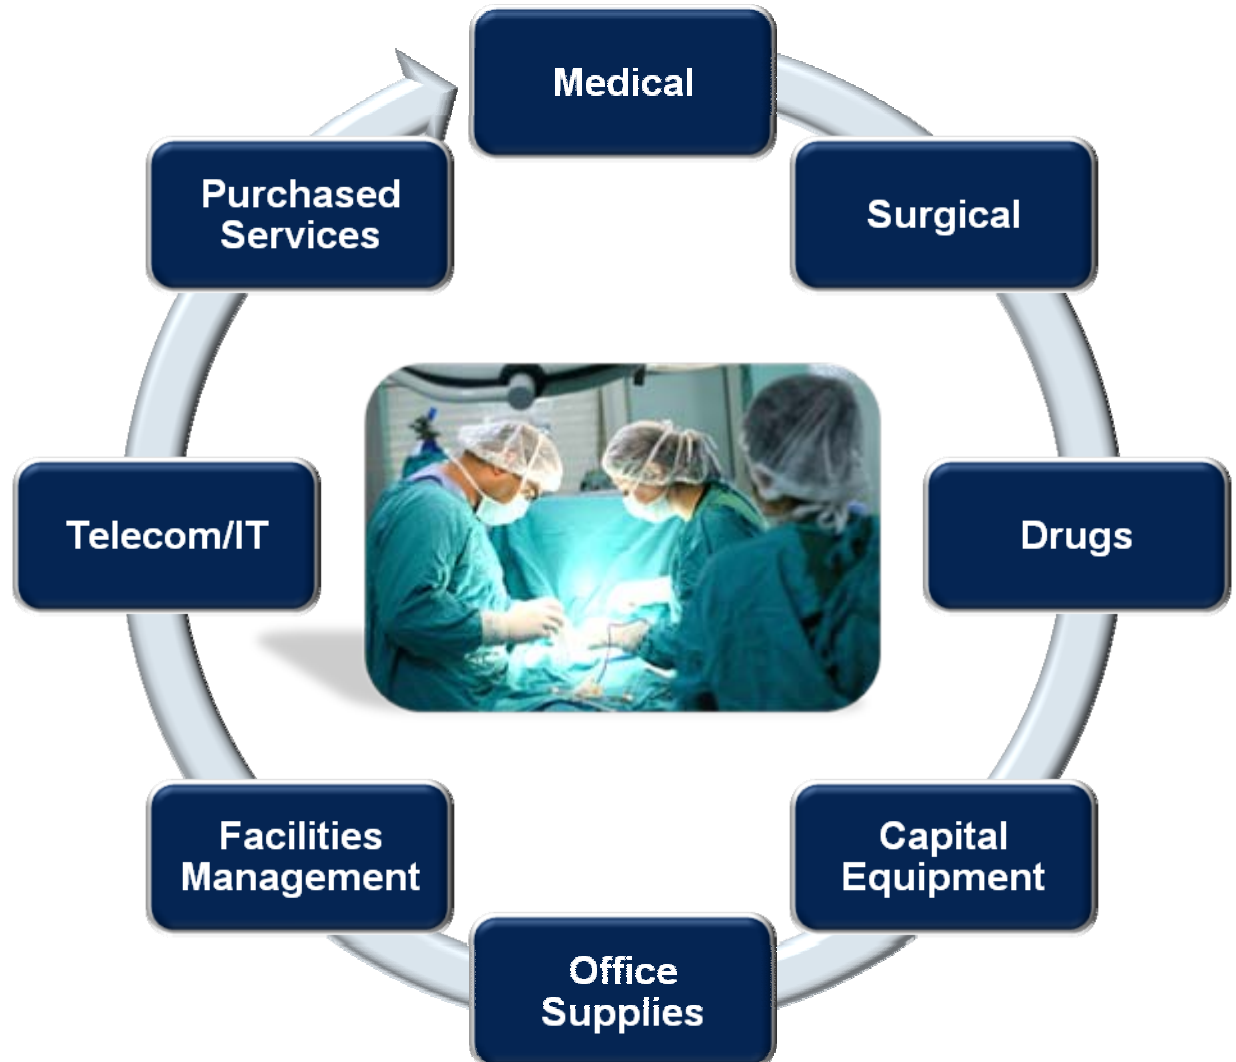 Medical
Surgical
Drugs
Capital
Equipment
Office
Supplies
Facilities
Management
Telecom/IT
Purchased
Services